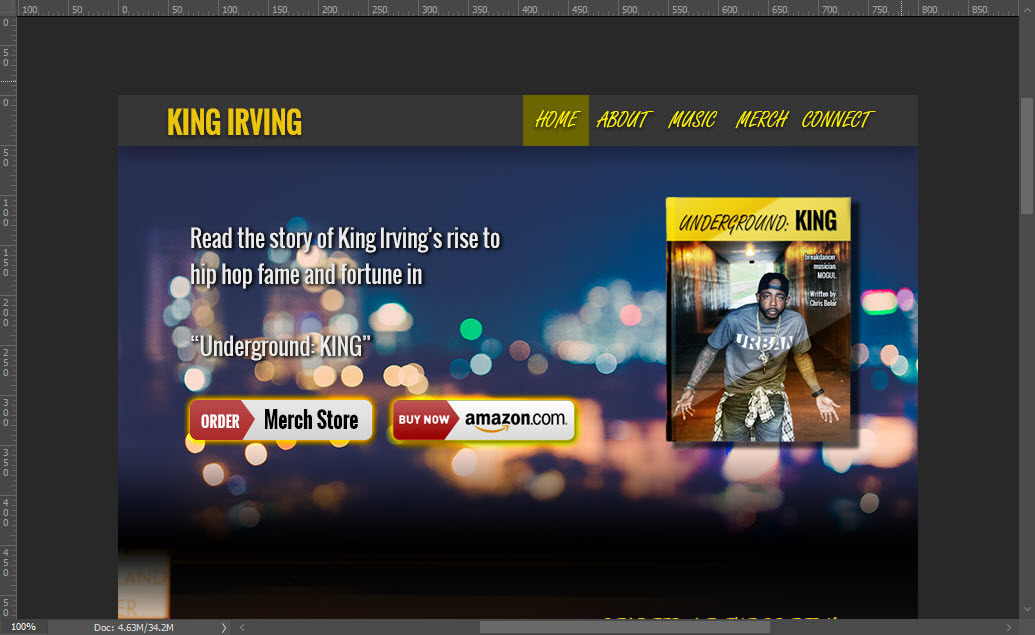 100 50 0 50 100 150 200 250 300 350 400 450 500 550 600 650 700 750 800 850
KING IRVING
HOME ABOUT MUSIC MERCH CONNECT
Read the story of King Irving's rise to
hip hop fame and fortune in
“Underground: KING”
ORDER Merch Store
BUY NOW amazon.com
UNDERGROUND: KING
breakdancer
musician
MOGUL
Written by
Chris Bolor
URBAN
LAND
ER
100% Doc: 4.63M/34.2M